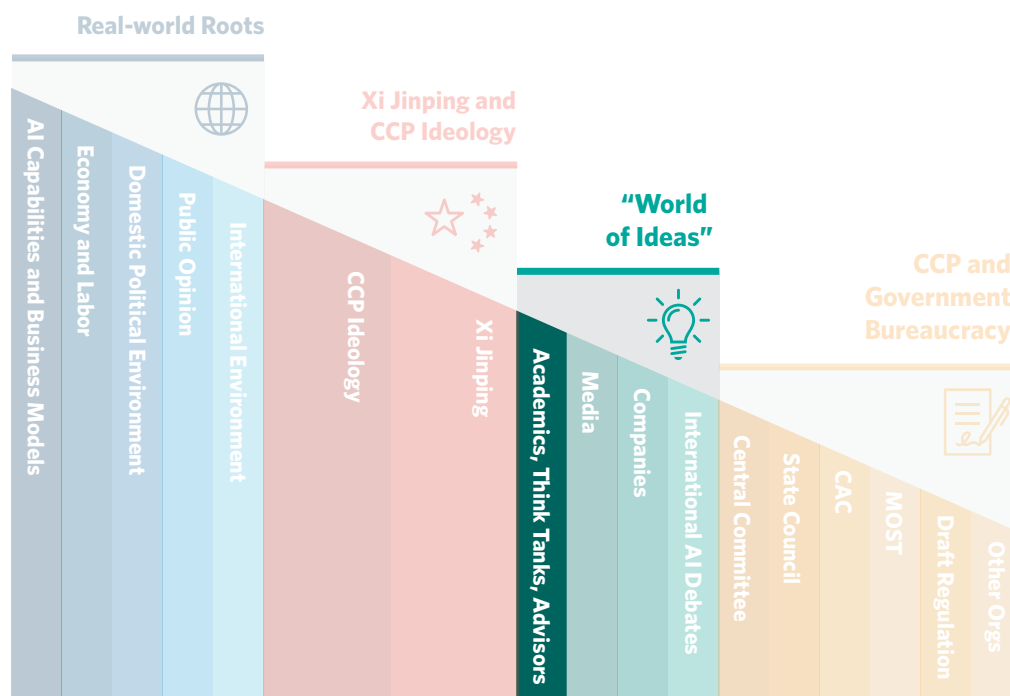 Real-world Roots
AI Capabilities and Business Models
Economy and Labor
Domestic Political Environment
Public Opinion
International Environment
Xi Jinping and
CCP Ideology
CCP Ideology
Xi Jinping
“World
of Ideas”
Academics, Think Tanks, Advisors
Media
Companies
International AI Debates
CCP and
Government
Bureaucracy
Central Committee
State Council
CAC
MOST
Draft Regulation
Other Orgs